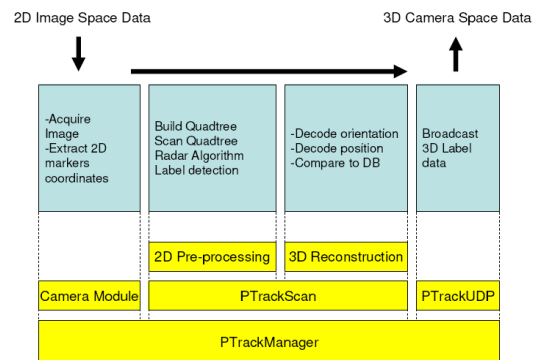 2D Image Space Data
3D Camera Space Data
-Acquire
Image
-Extract 2D
markers
coordinates
Build Quadtree
Scan Quadtree
Radar Algorithm
Label detection
-Decode orientation
-Decode position
-Compare to DB
Broadcast
3D Label
data
2D Pre-processing
3D Reconstruction
Camera Module
PTrackScan
PTrackUDP
PTrackManager